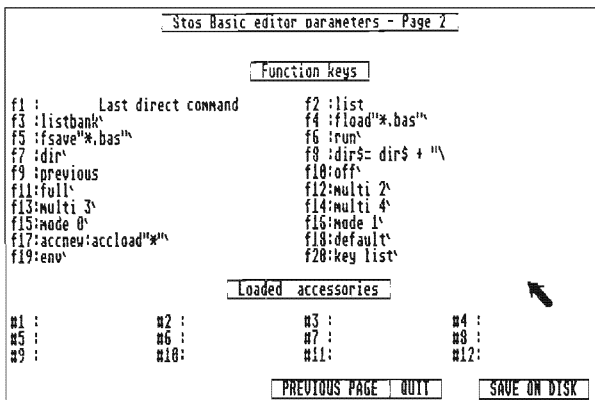 Stos Basic editor parameters - Page 2
Function keys
f1 : Last direct command f2 :list
f3 :listbank` f4 :fload"*.bas"`
f5 :fsave"*.bas"` f6 :run`
f7 :dir` f8 :dir$= dir$ + "\
f9 :previous f10:off`
f11:full` f12:multi 2`
f13:multi 3` f14:multi 4`
f15:mode 0` f16:mode 1`
f17:accnew:accload"*"` f18:default`
f19:env` f20:key list`
Loaded accessories
#1 : #2 : #3 : #4 :
#5 : #6 : #7 : #8 :
#9 : #10: #11: #12:
PREVIOUS PAGE QUIT SAVE ON DISK